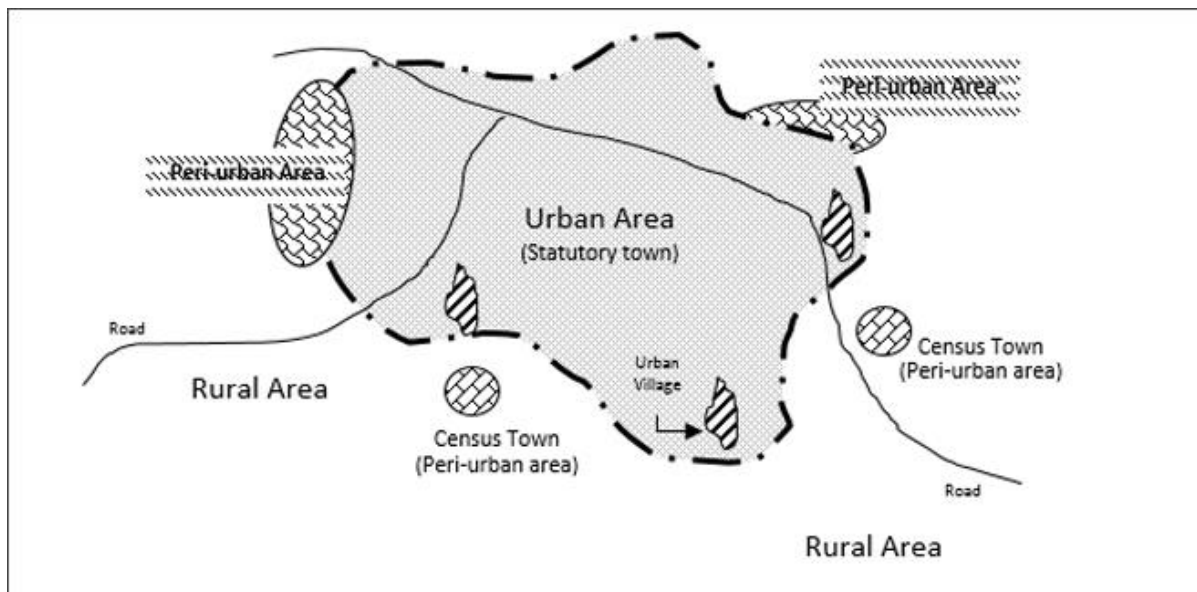 Peri-urban Area
Peri-urban Area
Urban Area
(Statutory town)
Road
Rural Area
Urban
Village
Census Town
(Peri-urban area)
Census Town
(Peri-urban area)
Road
Rural Area